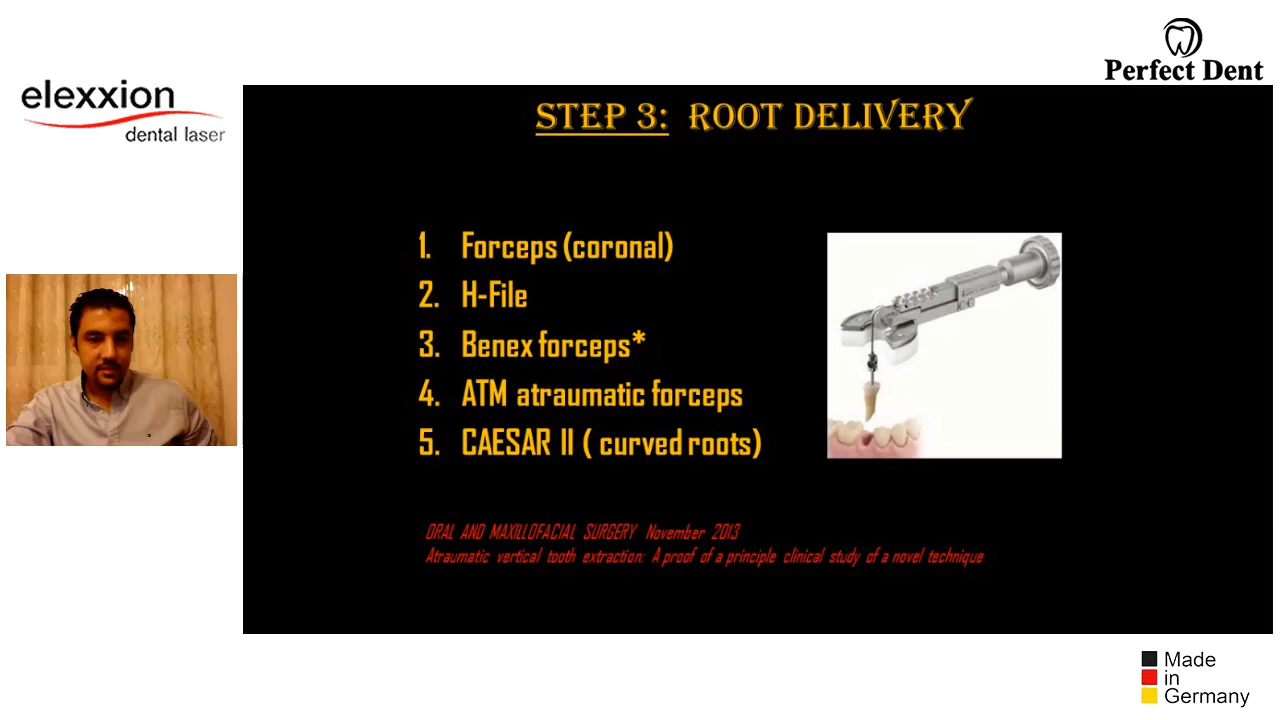 Perfect Dent
elexxion
dental laser
STEP 3: ROOT DELIVERY
1. Forceps (coronal)
2. H-File
3. Benex forceps*
4. ATM atraumatic forceps
5. CAESAR II ( curved roots)
ORAL AND MAXILLOFACIAL SURGERY November 2013
Atraumatic vertical tooth extraction: A proof of a principle clinical study of a novel technique
Made
in
Germany